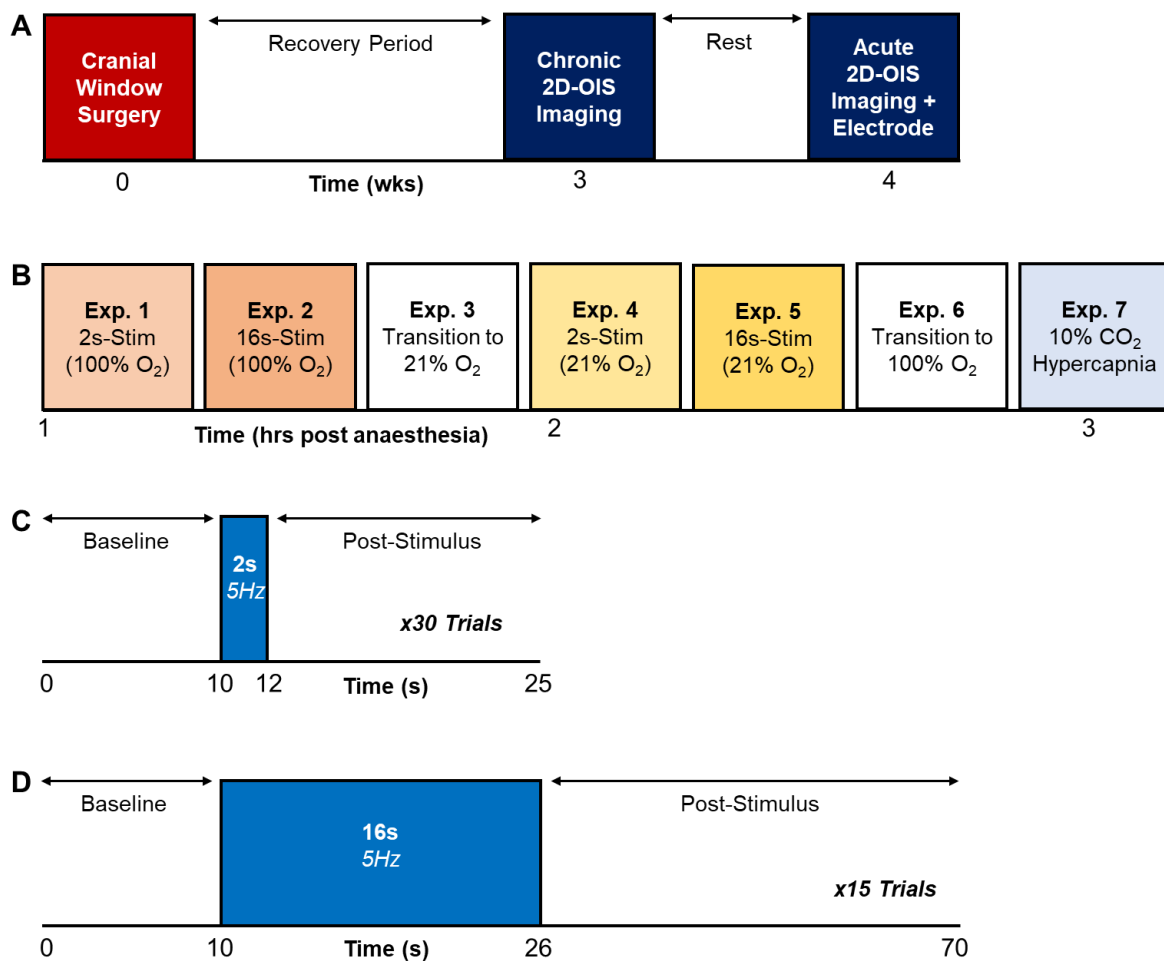 A
Cranial
Window
Surgery
Recovery Period
Chronic
2D-OIS
Imaging
Rest
Acute
2D-OIS
Imaging +
Electrode
0
Time (wks)
3
4
B
Exp. 1
2s-Stim
(100% O₂)
Exp. 2
16s-Stim
(100% O₂)
Exp. 3
Transition to
21% O₂
Exp. 4
2s-Stim
(21% O₂)
Exp. 5
16s-Stim
(21% O₂)
Exp. 6
Transition to
100% O₂
Exp. 7
10% CO₂
Hypercapnia
1
Time (hrs post anaesthesia)
2
3
C
Baseline
2s
5Hz
Post-Stimulus
x30 Trials
0
10
12
Time (s)
25
D
Baseline
16s
5Hz
Post-Stimulus
x15 Trials
0
10
Time (s)
26
70